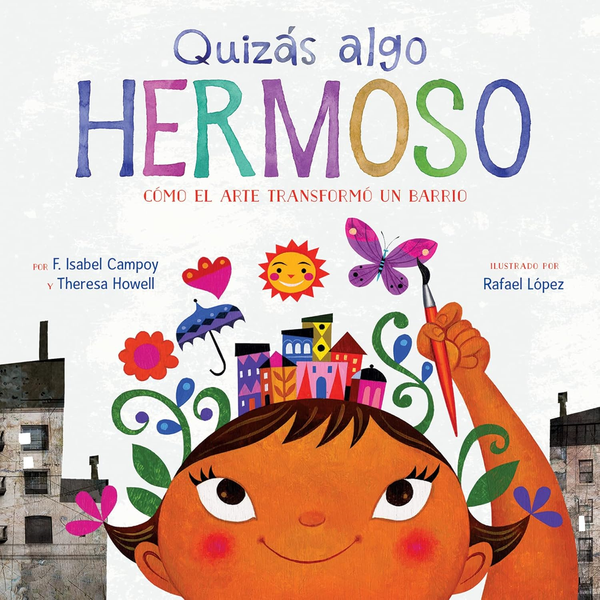 Quizás algo
HERMOSO
CÓMO EL ARTE TRANSFORMÓ UN BARRIO
POR F. Isabel Campoy
Y Theresa Howell
ILUSTRADO POR
Rafael López